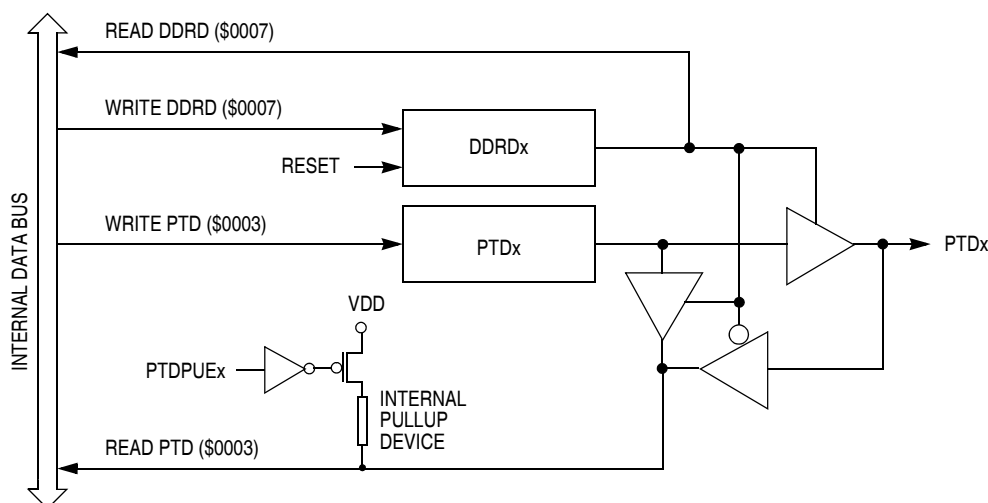 READ DDRD ($0007)
WRITE DDRD ($0007)
DDRDx
RESET
WRITE PTD ($0003)
PTDx
PTDx
INTERNAL DATA BUS
VDD
PTDPUEx
INTERNAL
PULLUP
DEVICE
READ PTD ($0003)